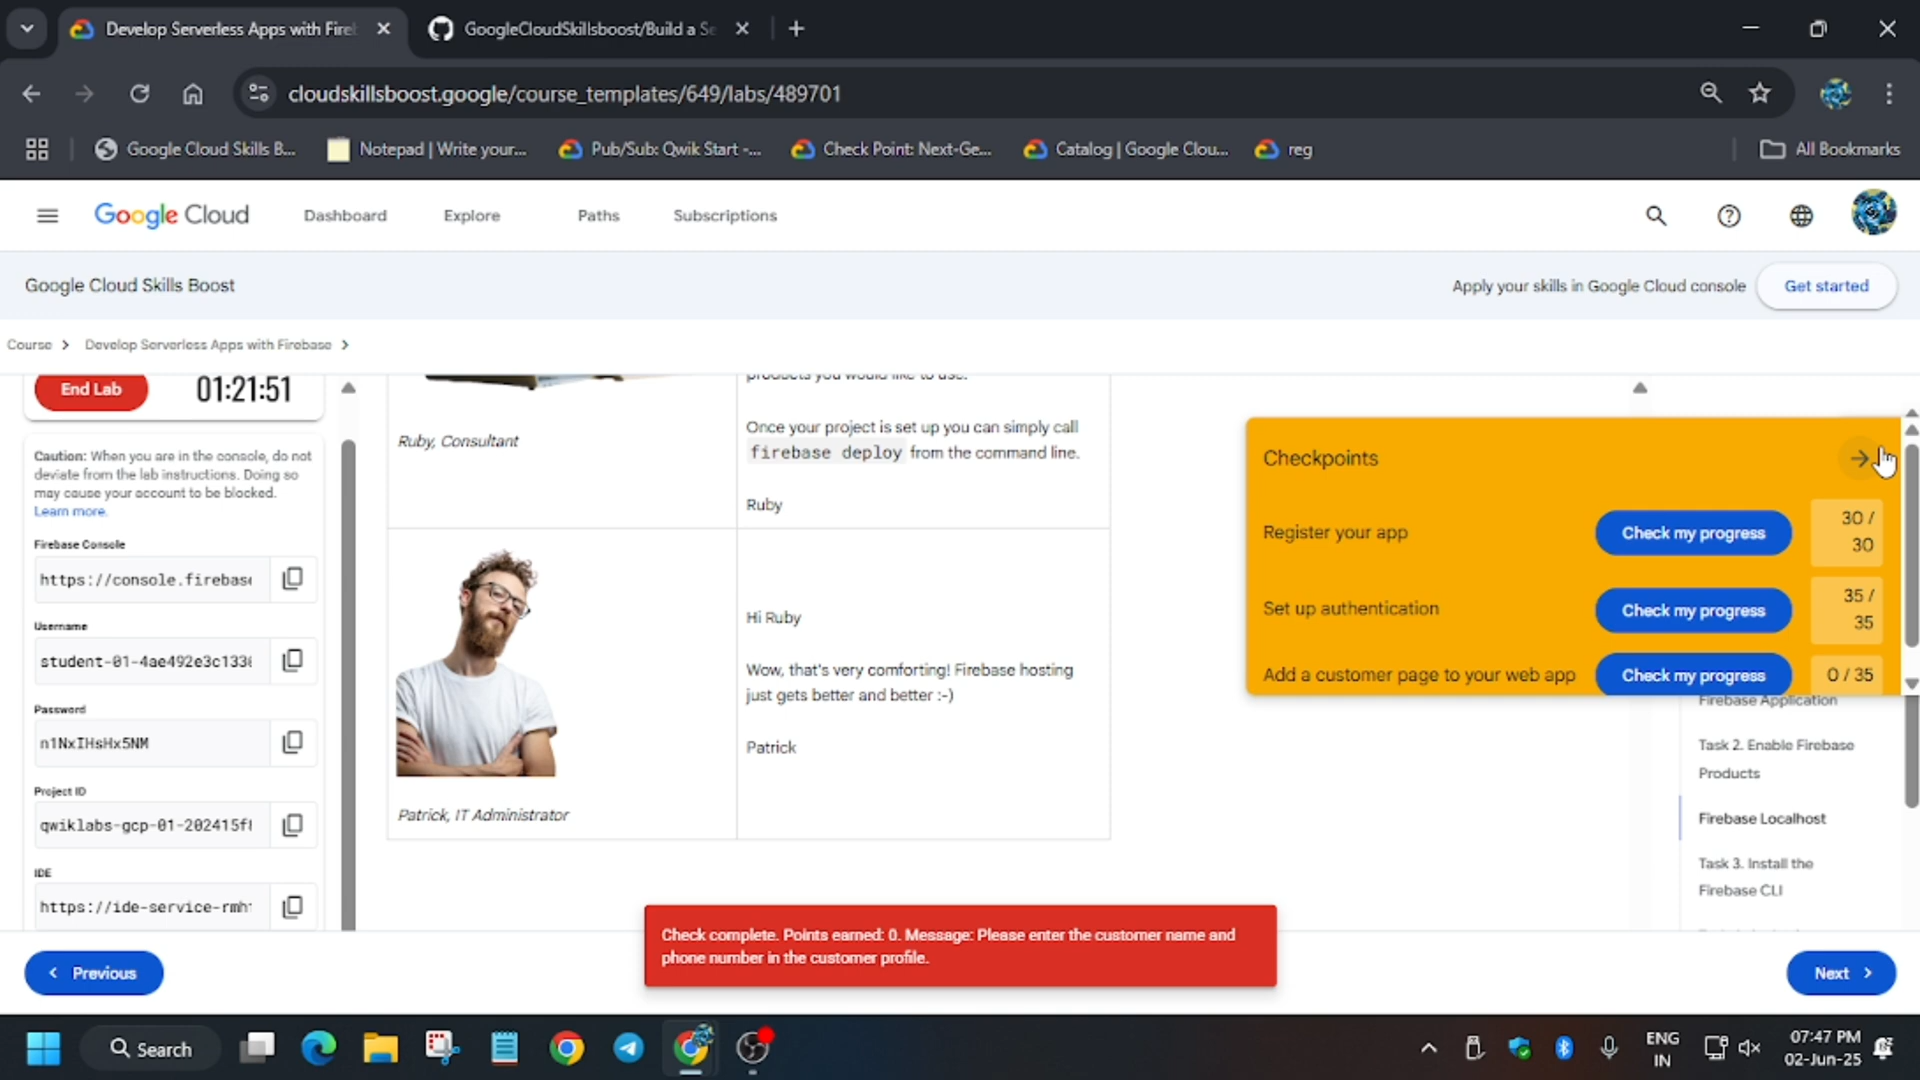 Develop Serverless Apps with Fire
GoogleCloudSkillsboost/Build a Se
cloudskillsboost.google/course_templates/649/labs/489701
Google Cloud Skills B...
Notepad | Write your...
Pub/Sub: Qwik Start -...
Check Point: Next-Ge...
Catalog | Google Clou...
reg
All Bookmarks
Google Cloud
Dashboard
Explore
Paths
Subscriptions
Google Cloud Skills Boost
Apply your skills in Google Cloud console
Get started
Course
Develop Serverless Apps with Firebase
End Lab
01:21:51
Caution: When you are in the console, do not
deviate from the lab instructions. Doing so
may cause your account to be blocked.
Learn more.
Firebase Console
https://console.firebase
Username
student-01-4ae492e3c133
Password
n1NxIHsHx5NM
Project ID
qwiklabs-gcp-01-202415f
IDE
https://ide-service-rmh
products you would like to use.
Once your project is set up you can simply call
firebase deploy from the command line.
Ruby
Ruby, Consultant
Hi Ruby
Wow, that's very comforting! Firebase hosting
just gets better and better :-)
Patrick
Patrick, IT Administrator
Checkpoints
Register your app
Check my progress
30 /
30
Set up authentication
Check my progress
35 /
35
Add a customer page to your web app
Check my progress
0 / 35
Firebase Application
Task 2. Enable Firebase
Products
Firebase Localhost
Task 3. Install the
Firebase CLI
Check complete. Points earned: 0. Message: Please enter the customer name and
phone number in the customer profile.
Previous
Next
Search
ENG
IN
07:47 PM
02-Jun-25